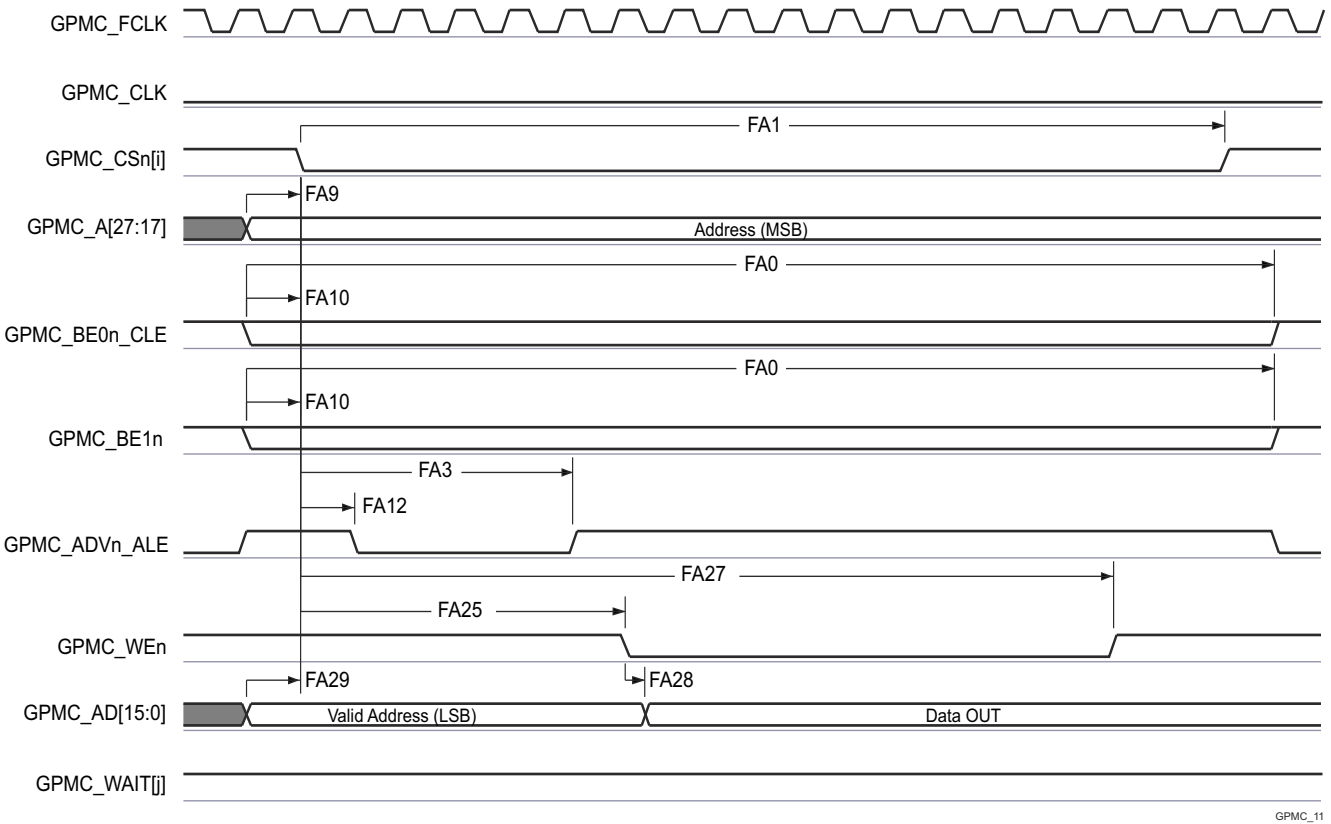 GPMC_FCLK
GPMC_CLK
FA1
GPMC_CSn[i]
FA9
GPMC_A[27:17]
Address (MSB)
FA0
FA10
GPMC_BE0n_CLE
FA0
FA10
GPMC_BE1n
FA3
FA12
GPMC_ADVn_ALE
FA27
FA25
GPMC_WEn
FA29
FA28
GPMC_AD[15:0]
Valid Address (LSB)
Data OUT
GPMC_WAIT[j]
GPMC_11